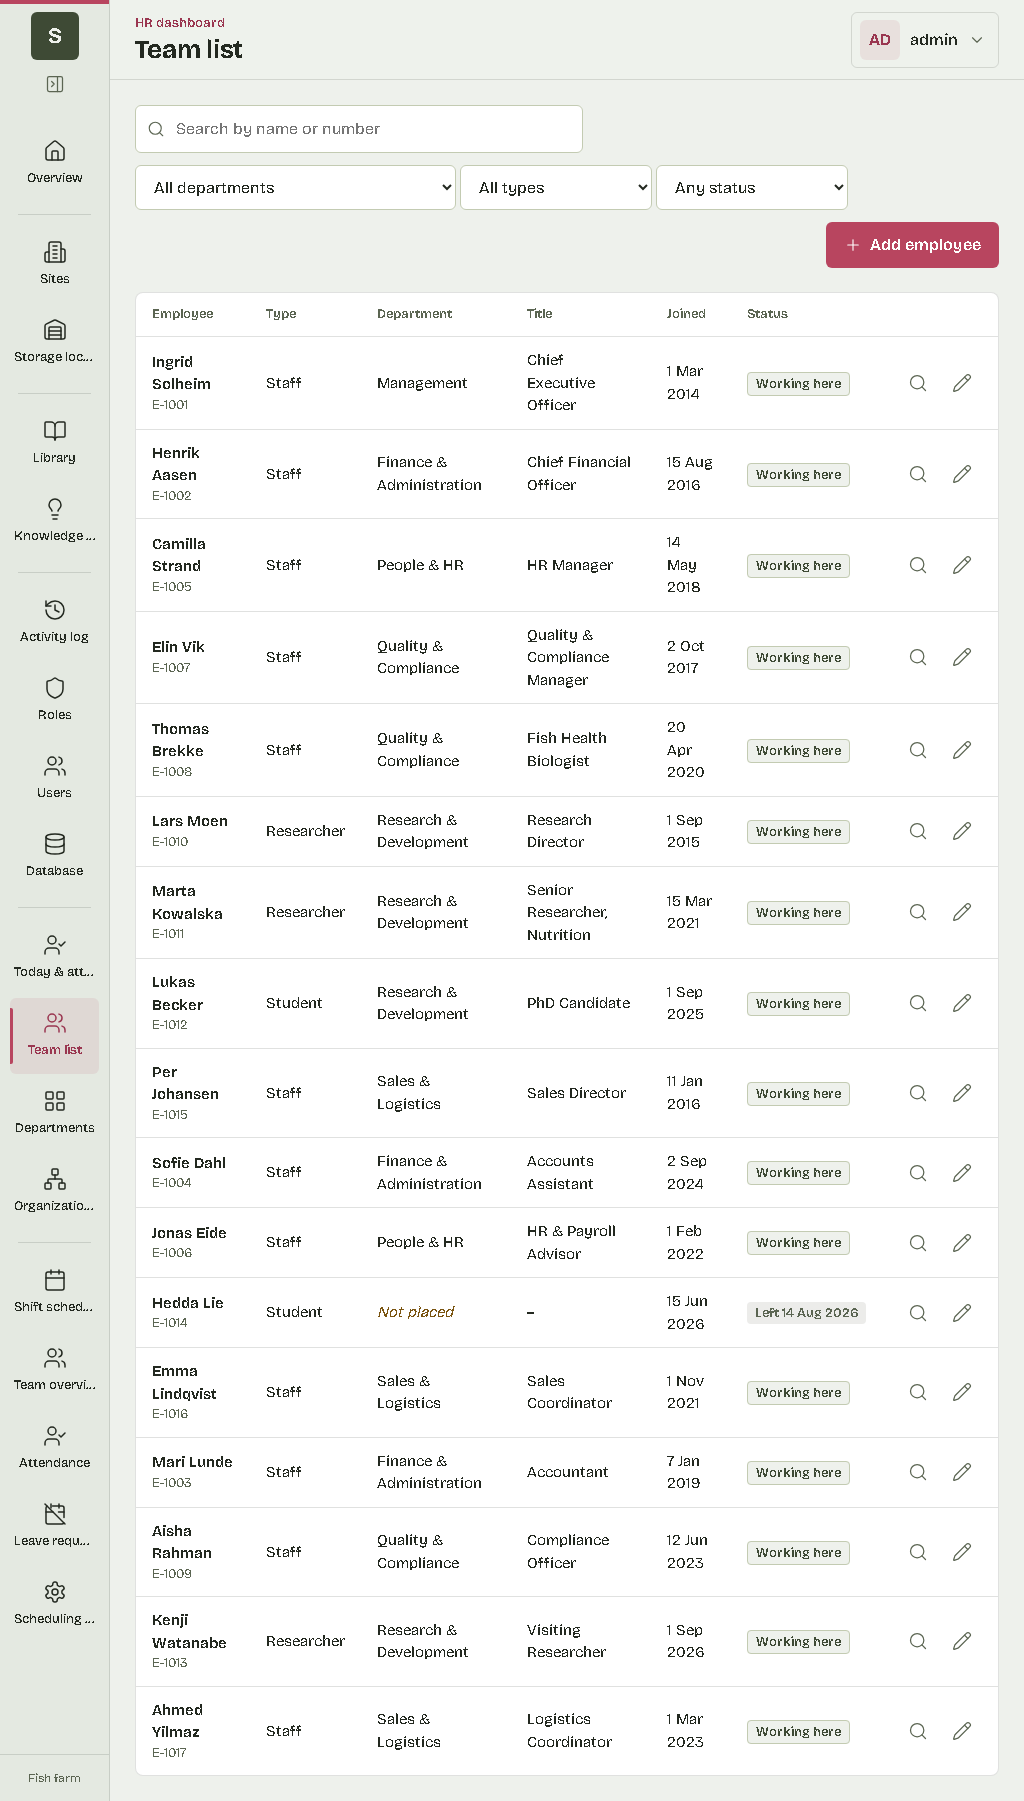 S
Overview
Sites
Storage loc...
Library
Knowledge ...
Activity log
Roles
Users
Database
Today & att...
Team list
Departments
Organizatio...
Shift sched...
Team overvi...
Attendance
Leave requ...
Scheduling ...
Fish farm
HR dashboard
Team list
AD admin
Search by name or number
All departments All types Any status
+ Add employee
Employee Type Department Title Joined Status
Ingrid
Solheim
E-1001
Staff
Management
Chief
Executive
Officer
1 Mar
2014
Working here
Henrik
Aasen
E-1002
Staff
Finance &
Administration
Chief Financial
Officer
15 Aug
2016
Working here
Camilla
Strand
E-1005
Staff
People & HR
HR Manager
14
May
2018
Working here
Elin Vik
E-1007
Staff
Quality &
Compliance
Quality &
Compliance
Manager
2 Oct
2017
Working here
Thomas
Brekke
E-1008
Staff
Quality &
Compliance
Fish Health
Biologist
20
Apr
2020
Working here
Lars Moen
E-1010
Researcher
Research &
Development
Research
Director
1 Sep
2015
Working here
Marta
Kowalska
E-1011
Researcher
Research &
Development
Senior
Researcher,
Nutrition
15 Mar
2021
Working here
Lukas
Becker
E-1012
Student
Research &
Development
PhD Candidate
1 Sep
2025
Working here
Per
Johansen
E-1015
Staff
Sales &
Logistics
Sales Director
11 Jan
2016
Working here
Sofie Dahl
E-1004
Staff
Finance &
Administration
Accounts
Assistant
2 Sep
2024
Working here
Jonas Eide
E-1006
Staff
People & HR
HR & Payroll
Advisor
1 Feb
2022
Working here
Hedda Lie
E-1014
Student
Not placed
–
15 Jun
2026
Left 14 Aug 2026
Emma
Lindqvist
E-1016
Staff
Sales &
Logistics
Sales
Coordinator
1 Nov
2021
Working here
Mari Lunde
E-1003
Staff
Finance &
Administration
Accountant
7 Jan
2019
Working here
Aisha
Rahman
E-1009
Staff
Quality &
Compliance
Compliance
Officer
12 Jun
2023
Working here
Kenji
Watanabe
E-1013
Researcher
Research &
Development
Visiting
Researcher
1 Sep
2026
Working here
Ahmed
Yilmaz
E-1017
Staff
Sales &
Logistics
Logistics
Coordinator
1 Mar
2023
Working here